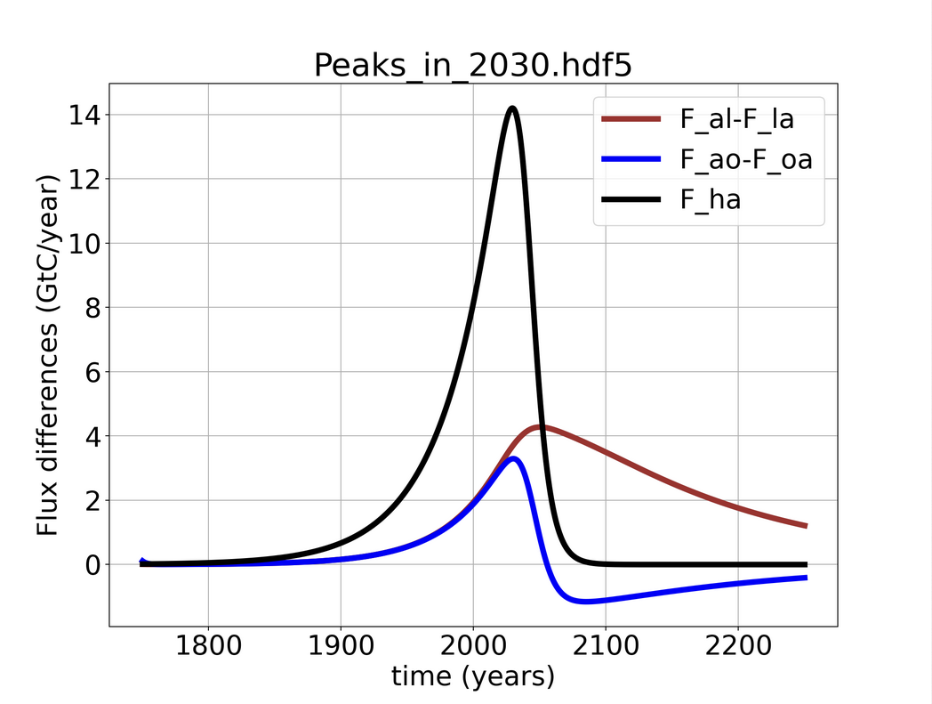 Peaks_in_2030.hdf5
F_al-F_la
F_ao-F_oa
F_ha
Flux differences (GtC/year)
14
12
10
8
6
4
2
0
1800 1900 2000 2100 2200
time (years)